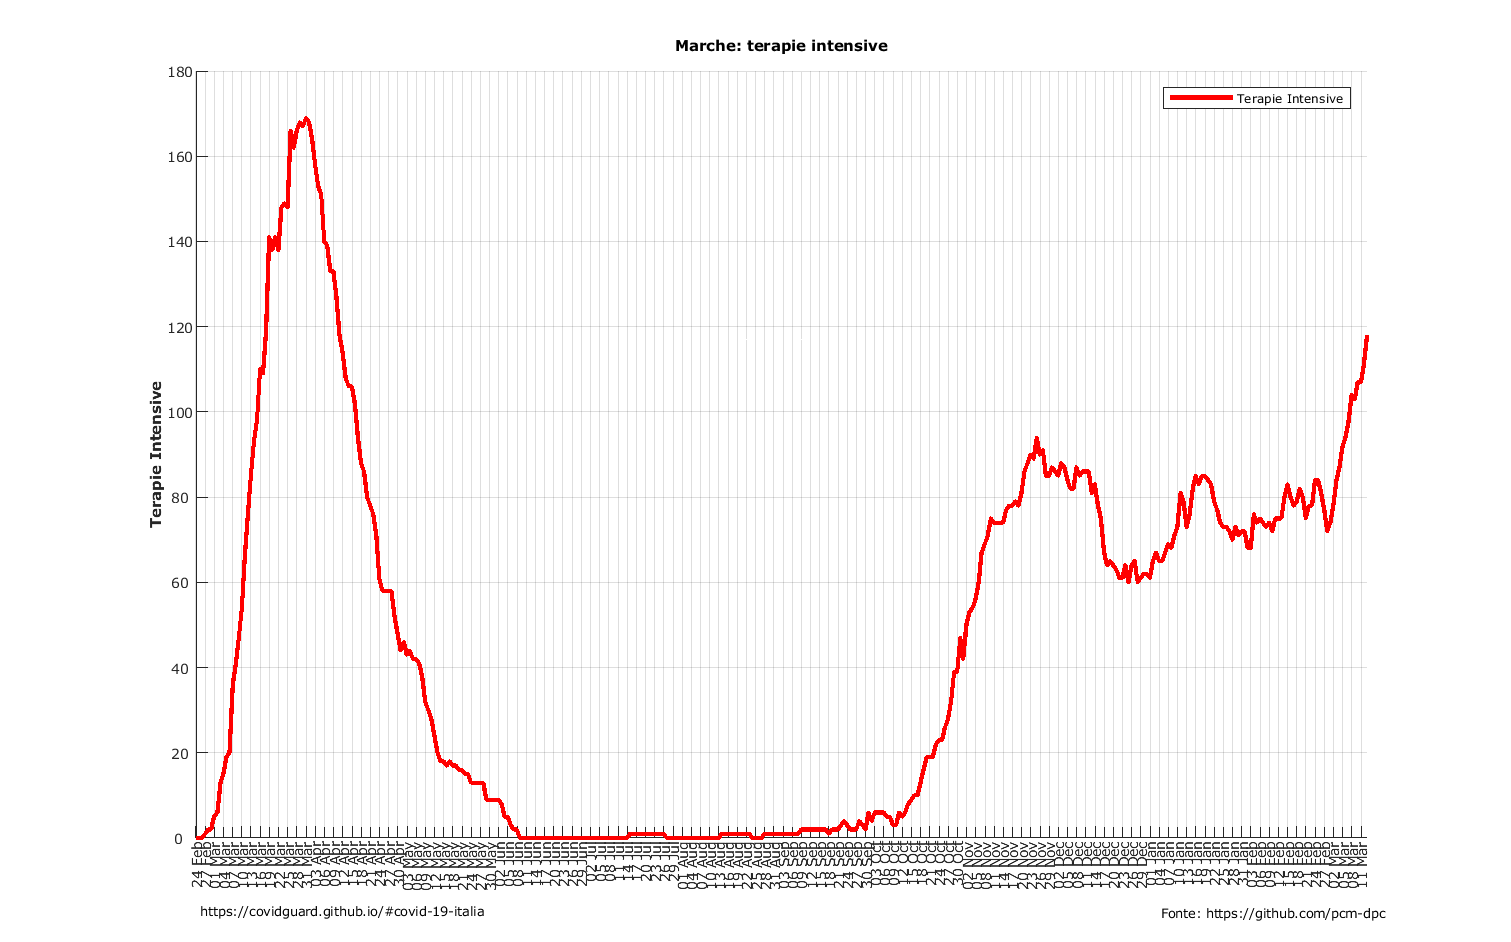 Marche: terapie intensive
Terapie Intensive
180
160
140
120
100
80
60
40
20
0
Terapie Intensive
24 Feb
27 Feb
01 Mar
04 Mar
07 Mar
10 Mar
13 Mar
16 Mar
19 Mar
22 Mar
25 Mar
28 Mar
31 Mar
03 Apr
06 Apr
09 Apr
12 Apr
15 Apr
18 Apr
21 Apr
24 Apr
27 Apr
30 Apr
03 May
06 May
09 May
12 May
15 May
18 May
21 May
24 May
27 May
30 May
02 Jun
05 Jun
08 Jun
11 Jun
14 Jun
17 Jun
20 Jun
23 Jun
26 Jun
29 Jun
02 Jul
05 Jul
08 Jul
11 Jul
14 Jul
17 Jul
20 Jul
23 Jul
26 Jul
29 Jul
01 Aug
04 Aug
07 Aug
10 Aug
13 Aug
16 Aug
19 Aug
22 Aug
25 Aug
28 Aug
31 Aug
03 Sep
06 Sep
09 Sep
12 Sep
15 Sep
18 Sep
21 Sep
24 Sep
27 Sep
30 Sep
03 Oct
06 Oct
09 Oct
12 Oct
15 Oct
18 Oct
21 Oct
24 Oct
27 Oct
30 Oct
02 Nov
05 Nov
08 Nov
11 Nov
14 Nov
17 Nov
20 Nov
23 Nov
26 Nov
29 Nov
02 Dec
05 Dec
08 Dec
11 Dec
14 Dec
17 Dec
20 Dec
23 Dec
26 Dec
29 Dec
01 Jan
04 Jan
07 Jan
10 Jan
13 Jan
16 Jan
19 Jan
22 Jan
25 Jan
28 Jan
31 Jan
03 Feb
06 Feb
09 Feb
12 Feb
15 Feb
18 Feb
21 Feb
24 Feb
27 Feb
02 Mar
05 Mar
08 Mar
11 Mar
https://covidguard.github.io/#covid-19-italia
Fonte: https://github.com/pcm-dpc